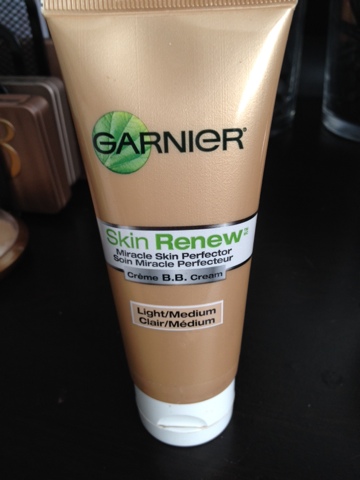 GARNIER
Skin Renew
Miracle Skin Perfector
Soin Miracle Perfecteur
Crème B.B. Cream
Light/Medium
Clair/Médium